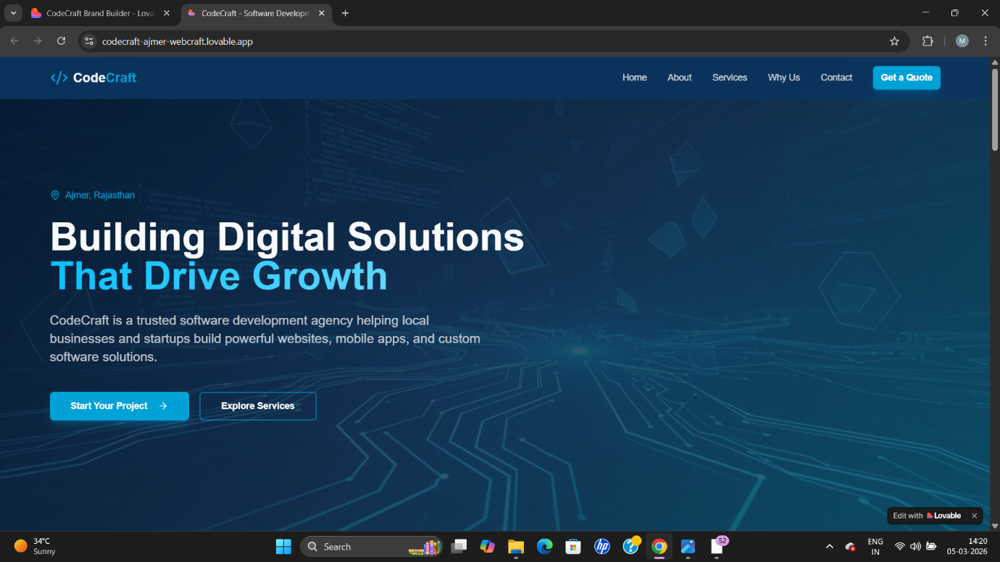 CodeCraft Brand Builder - Lova
CodeCraft - Software Developm
codecraft-ajmer-webcraft.lovable.app
M
</> CodeCraft
Home
About
Services
Why Us
Contact
Get a Quote
Ajmer, Rajasthan
Building Digital Solutions
That Drive Growth
CodeCraft is a trusted software development agency helping local
businesses and startups build powerful websites, mobile apps, and custom
software solutions.
Start Your Project →
Explore Services
Edit with Lovable
34°C
Sunny
Search
hp
?
52
ENG
IN
14:20
05-03-2026